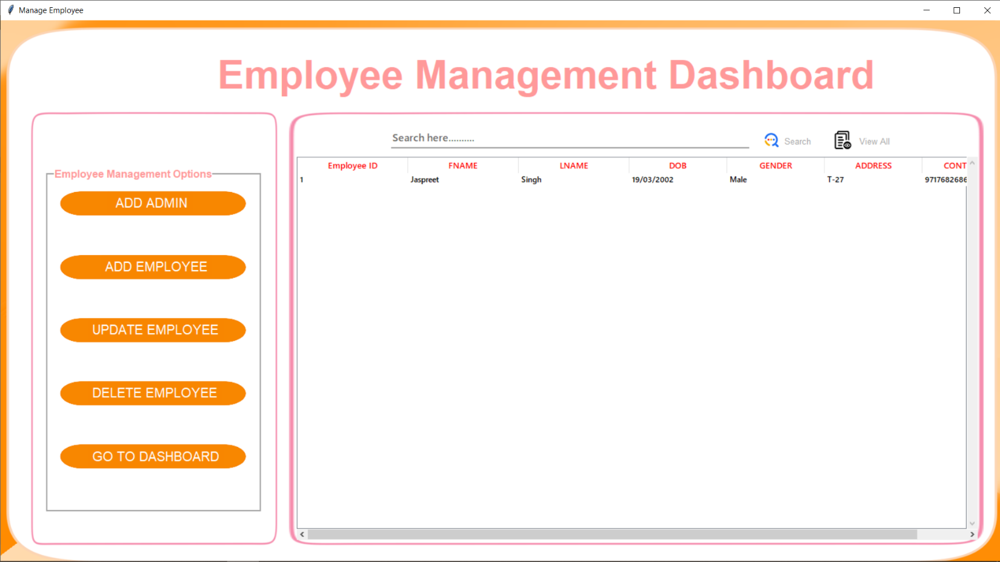 Manage Employee
Employee Management Dashboard
Search here..........
Search
View All
Employee Management Options
ADD ADMIN
ADD EMPLOYEE
UPDATE EMPLOYEE
DELETE EMPLOYEE
GO TO DASHBOARD
Employee ID FNAME LNAME DOB GENDER ADDRESS CONT
1 Jaspreet Singh 19/03/2002 Male T-27 9717682686